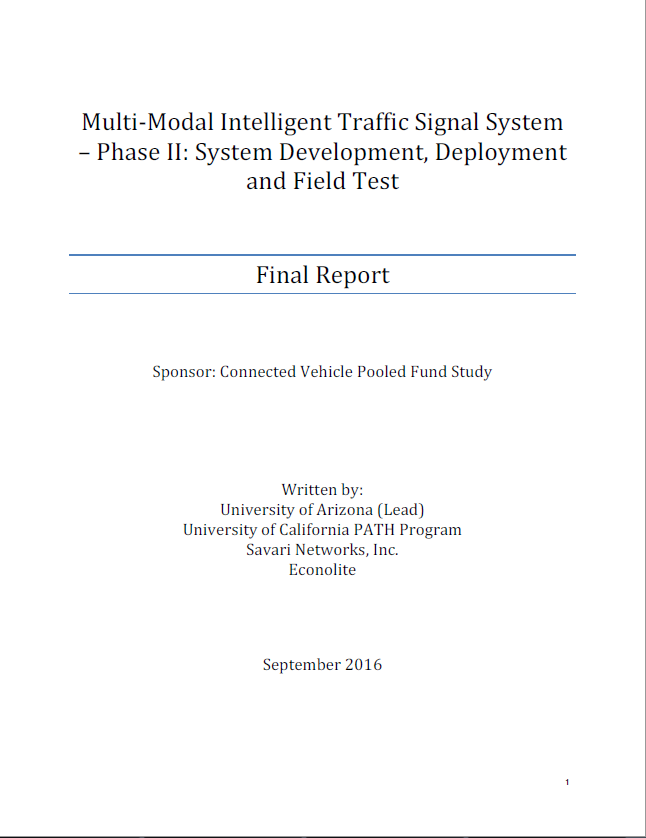 Multi-Modal Intelligent Traffic Signal System
– Phase II: System Development, Deployment
and Field Test
Final Report
Sponsor: Connected Vehicle Pooled Fund Study
Written by:
University of Arizona (Lead)
University of California PATH Program
Savari Networks, Inc.
Econolite
September 2016
1